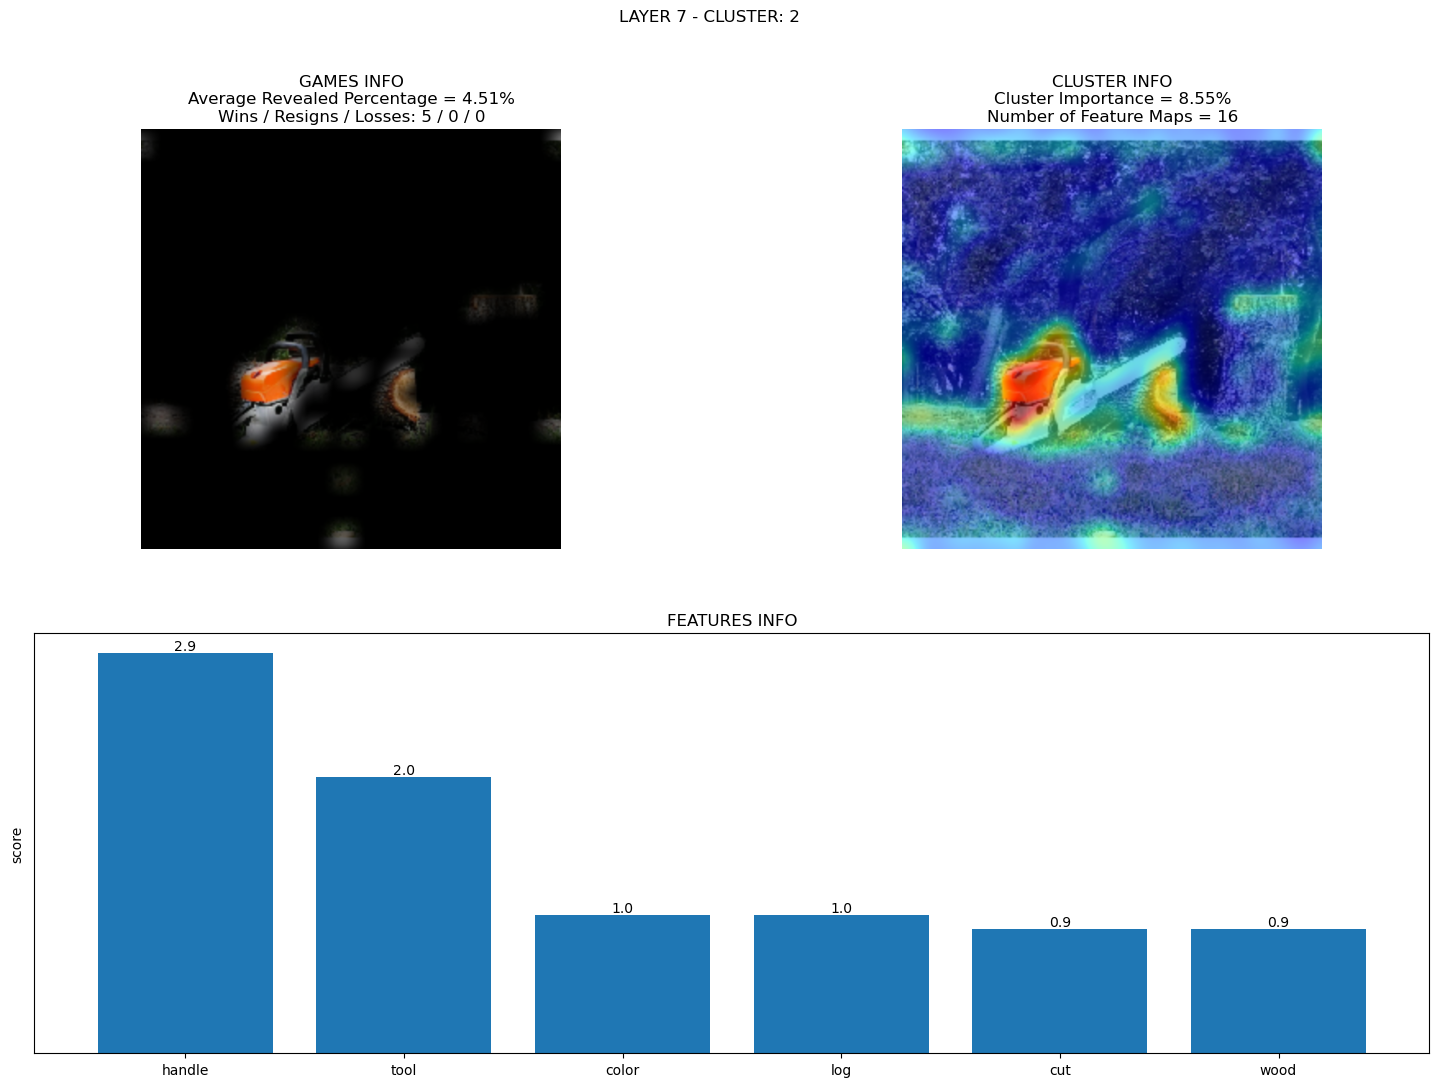 LAYER 7 - CLUSTER: 2
GAMES INFO
Average Revealed Percentage = 4.51%
Wins / Resigns / Losses: 5 / 0 / 0
CLUSTER INFO
Cluster Importance = 8.55%
Number of Feature Maps = 16
FEATURES INFO
score
2.9
2.0
1.0
1.0
0.9
0.9
handle
tool
color
log
cut
wood